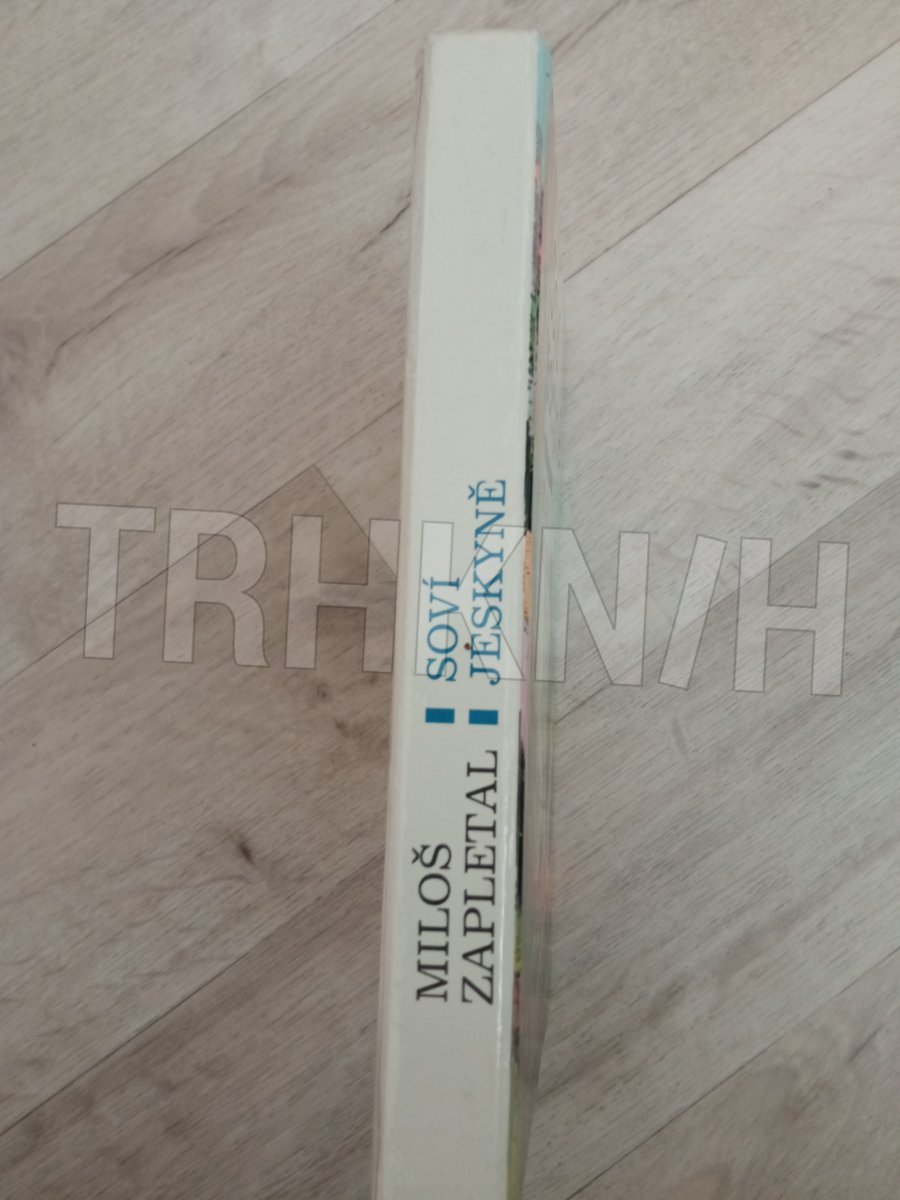 MILOŠ
ZAPLETAL
SOVÍ
JESKYNĚ
TRHKNIH